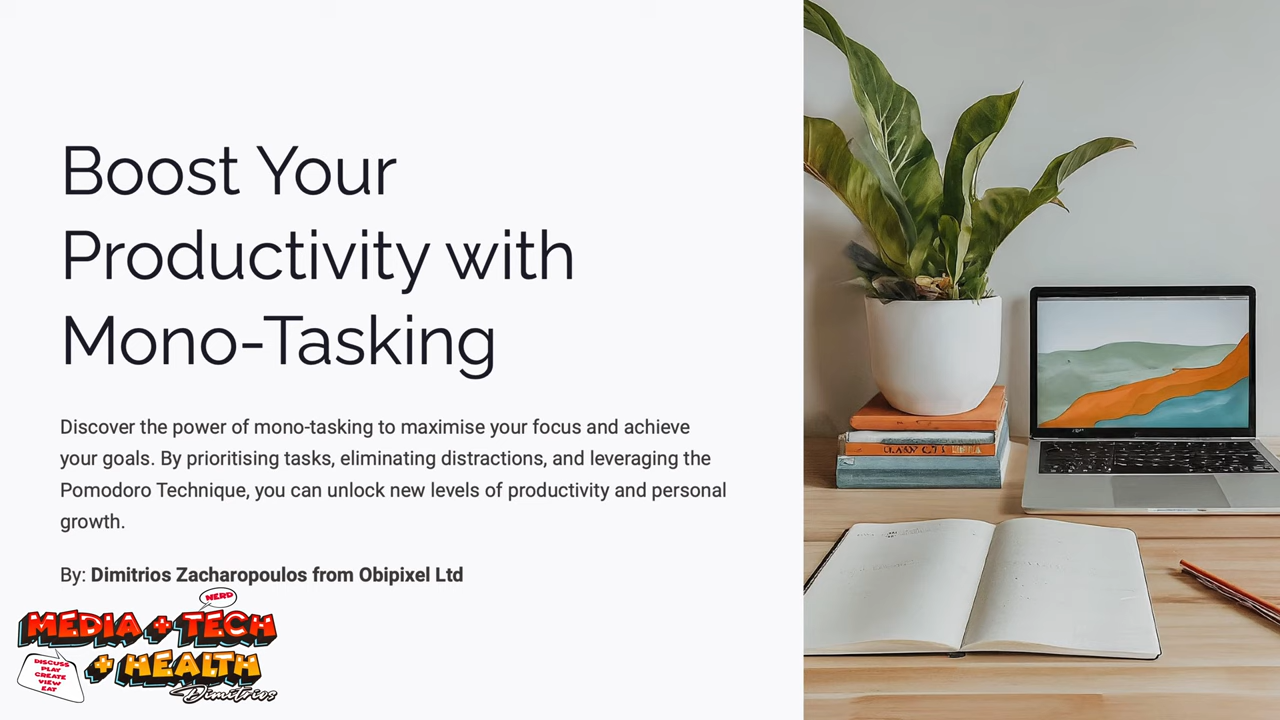 Boost Your
Productivity with
Mono-Tasking
Discover the power of mono-tasking to maximise your focus and achieve
your goals. By prioritising tasks, eliminating distractions, and leveraging the
Pomodoro Technique, you can unlock new levels of productivity and personal
growth.
By: Dimitrios Zacharopoulos from Obipixel Ltd
NERD
MEDIA + TECH
+ HEALTH
Dimitrios
DISCUSS
PLAY
CREATE
VIEW
EAT